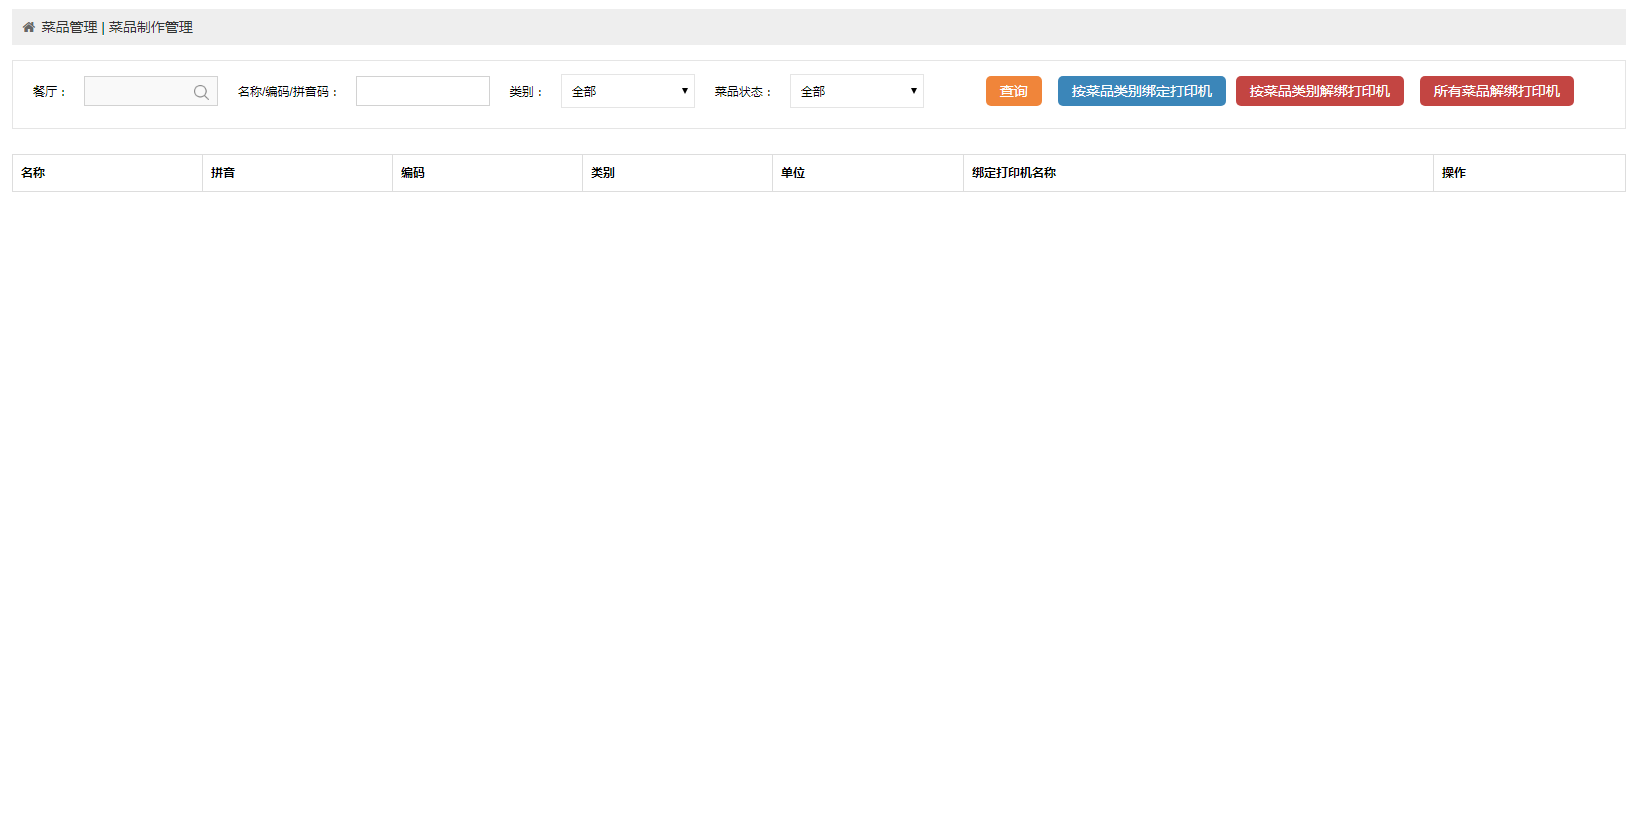 菜品管理 | 菜品制作管理
餐厅： 名称/编码/拼音码： 类别： 全部 菜品状态： 全部 查询 按菜品类别绑定打印机 按菜品类别解绑打印机 所有菜品解绑打印机
名称 拼音 编码 类别 单位 绑定打印机名称 操作